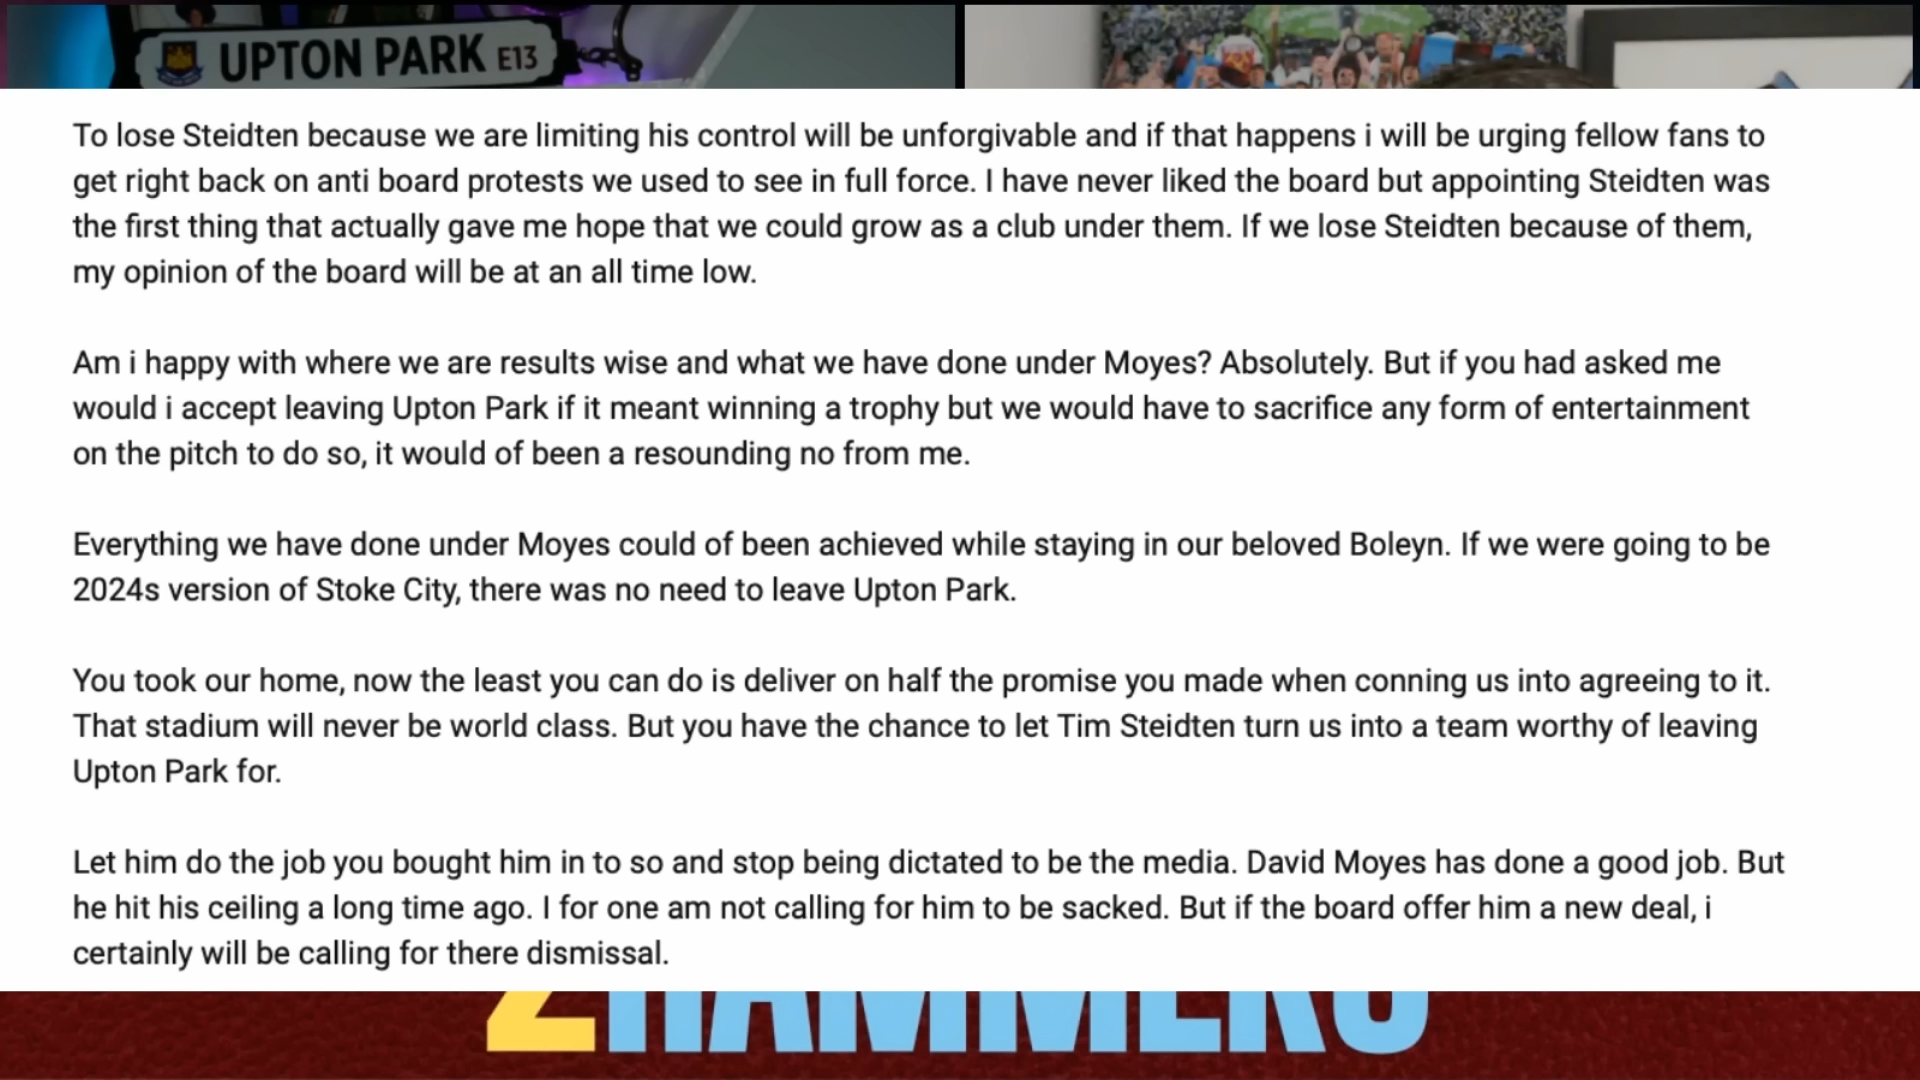 UPTON PARK E13
To lose Steidten because we are limiting his control will be unforgivable and if that happens i will be urging fellow fans to
get right back on anti board protests we used to see in full force. I have never liked the board but appointing Steidten was
the first thing that actually gave me hope that we could grow as a club under them. If we lose Steidten because of them,
my opinion of the board will be at an all time low.
Am i happy with where we are results wise and what we have done under Moyes? Absolutely. But if you had asked me
would i accept leaving Upton Park if it meant winning a trophy but we would have to sacrifice any form of entertainment
on the pitch to do so, it would of been a resounding no from me.
Everything we have done under Moyes could of been achieved while staying in our beloved Boleyn. If we were going to be
2024s version of Stoke City, there was no need to leave Upton Park.
You took our home, now the least you can do is deliver on half the promise you made when conning us into agreeing to it.
That stadium will never be world class. But you have the chance to let Tim Steidten turn us into a team worthy of leaving
Upton Park for.
Let him do the job you bought him in to so and stop being dictated to be the media. David Moyes has done a good job. But
he hit his ceiling a long time ago. I for one am not calling for him to be sacked. But if the board offer him a new deal, i
certainly will be calling for there dismissal.
2HAMMERS